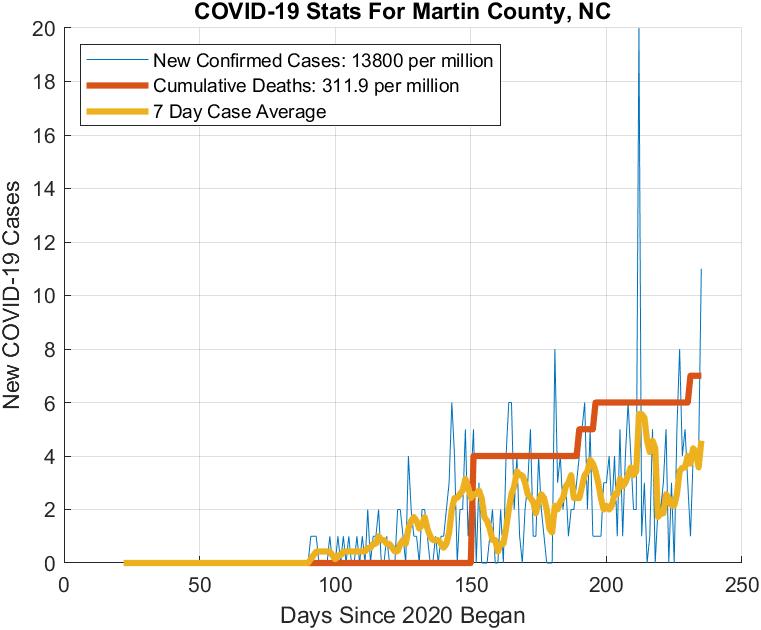 COVID-19 Stats For Martin County, NC
New Confirmed Cases: 13800 per million
Cumulative Deaths: 311.9 per million
7 Day Case Average
New COVID-19 Cases
20
18
16
14
12
10
8
6
4
2
0
0 50 100 150 200 250
Days Since 2020 Began